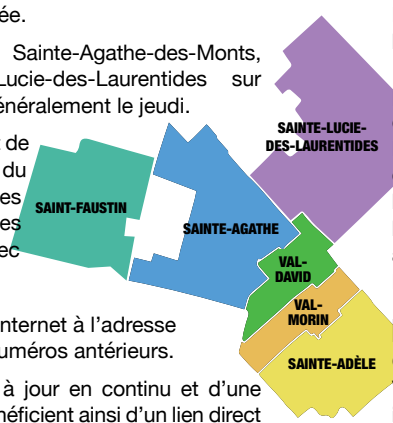 ée.
Sainte-Agathe-des-Monts,
Lucie-des-Laurentides sur
énéralement le jeudi.
de
du
es
es
ec
nternet à l'adresse
uméros antérieurs.
à jour en continu et d'une
néficient ainsi d'un lien direct
SAINTE-LUCIE-
DES-LAURENTIDES
SAINT-FAUSTIN
SAINTE-AGATHE
VAL-
DAVID
VAL-
MORIN
SAINTE-ADÈLE